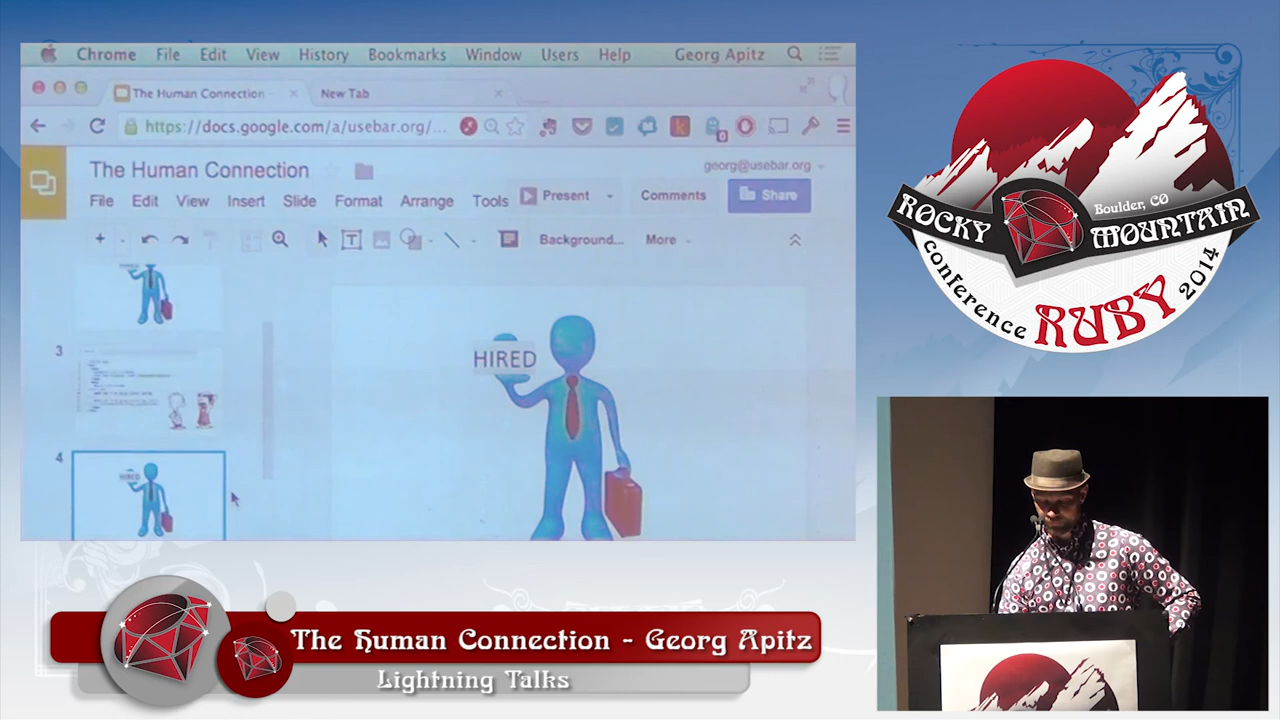 Chrome File Edit View History Bookmarks Window Users Help Georg Apitz
The Human Connection
New Tab
https://docs.google.com/a/usebar.org/...
The Human Connection
georg@usebar.org
File Edit View Insert Slide Format Arrange Tools
Present
Comments
Share
Background...
More
3
4
HIRED
HIRED
ROCKY MOUNTAIN
Boulder, CO
conference RUBY 2014
The Human Connection - Georg Apitz
Lightning Talks